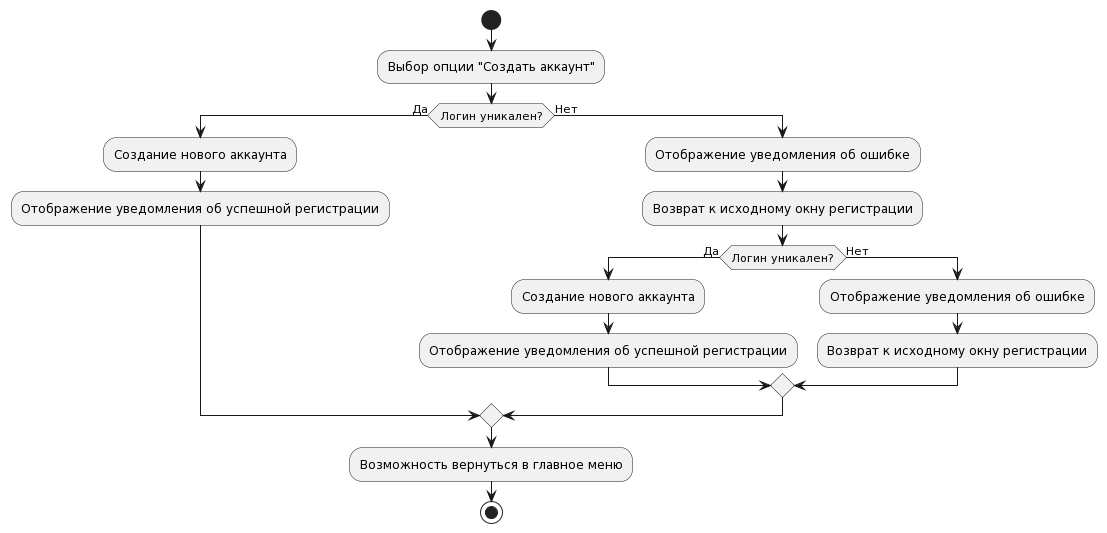 Выбор опции "Создать аккаунт"
Да
Логин уникален?
Нет
Создание нового аккаунта
Отображение уведомления об ошибке
Отображение уведомления об успешной регистрации
Возврат к исходному окну регистрации
Да
Логин уникален?
Нет
Создание нового аккаунта
Отображение уведомления об ошибке
Отображение уведомления об успешной регистрации
Возврат к исходному окну регистрации
Возможность вернуться в главное меню